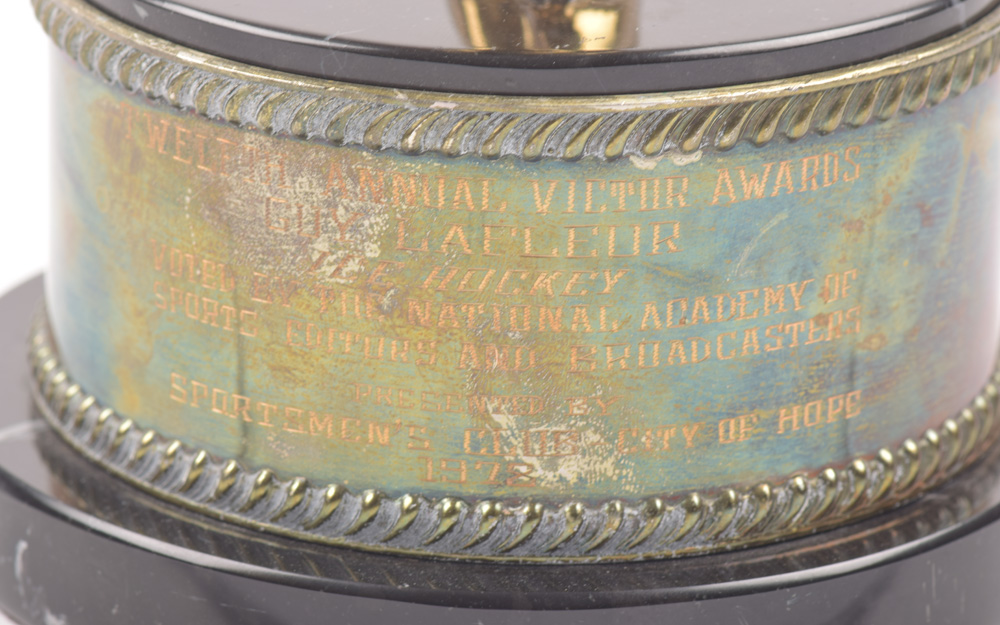 TWELFTH ANNUAL VICTOR AWARDS
GUY LAFLEUR
ICE HOCKEY
VOTED BY THE NATIONAL ACADEMY OF
SPORTS EDITORS AND BROADCASTERS
PRESENTED BY
SPORTSMEN'S CLUB CITY OF HOPE